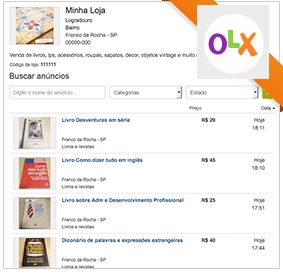 Minha Loja
Logradouro
Bairro
Franco da Rocha - SP
00000-000
OLX
Venda de livros, lps, acessórios, roupas, sapatos, decor, objetos vintage e muito
Código da loja: 111111
Buscar anúncios
Digite o nome do anúncio...
Categorias
Estado
Preço
Data
Livro Desventuras em série
R$ 29
Hoje
18:11
Franco da Rocha - SP
Livros e revistas
Livro Como dizer tudo em inglês
R$ 45
Hoje
18:10
Franco da Rocha - SP
Livros e revistas
Livro sobre Adm e Desenvolvimento Profissional
R$ 25
Hoje
17:51
Franco da Rocha - SP
Livros e revistas
Diconário de palavras e expressões estrangeiras
R$ 40
Hoje
17:44
Franco da Rocha - SP
Livros e revistas